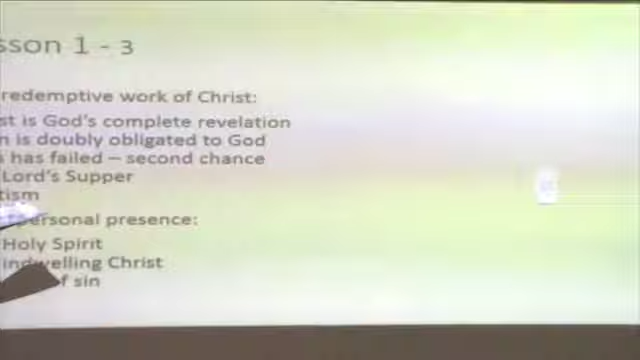 sson 1 - 3
redemptive work of Christ:
st is God's complete revelation
n is doubly obligated to God
s has failed – second chance
Lord's Supper
tism
personal presence:
Holy Spirit
indwelling Christ
of sin